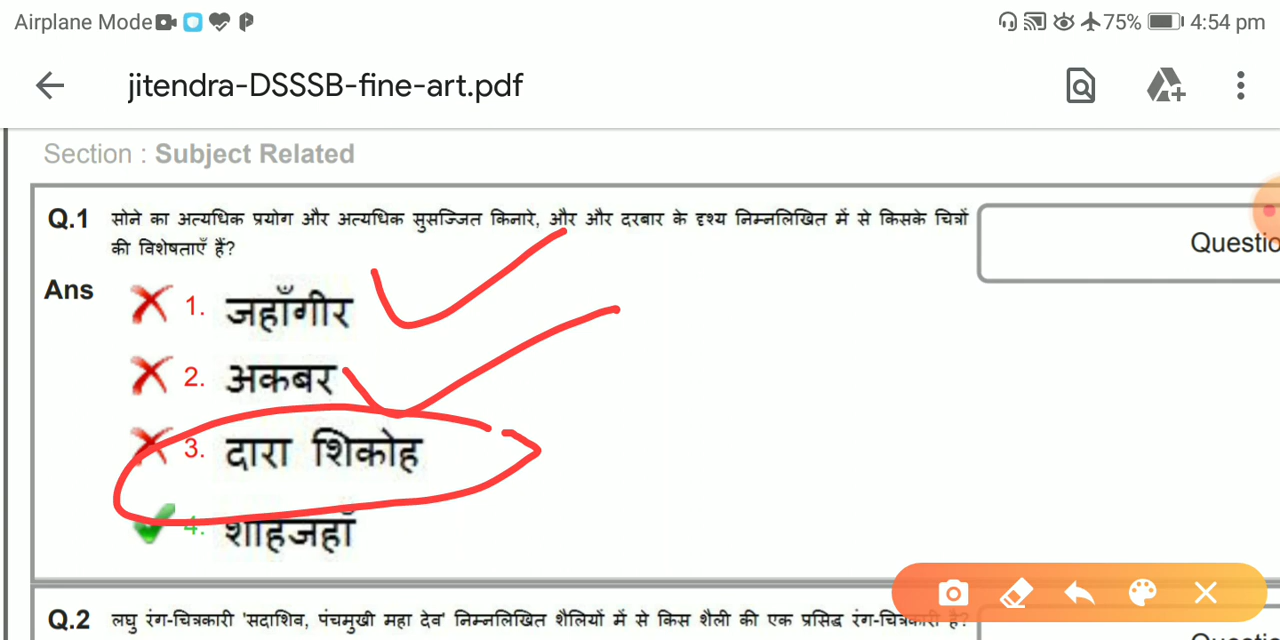 Airplane Mode 75% 4:54 pm
jitendra-DSSSB-fine-art.pdf
Section : Subject Related
Q.1 सोने का अत्यधिक प्रयोग और अत्यधिक सुसज्जित किनारे, और और दरबार के दृश्य निम्नलिखित में से किसके चित्रों
की विशेषताएँ हैं?
Questio
Ans 1. जहाँगीर
2. अकबर
3. दारा शिकोह
4. शाहजहाँ
Q.2 लघु रंग-चित्रकारी 'सदाशिव, पंचमुखी महा देव' निम्नलिखित शैलियों में से किस शैली की एक प्रसिद्ध रंग-चित्रकारी है?